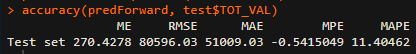 > accuracy(predForward, test$TOT_VAL)
ME RMSE MAE MPE MAPE
Test set 270.4278 80596.03 51009.03 -0.5415049 11.40462